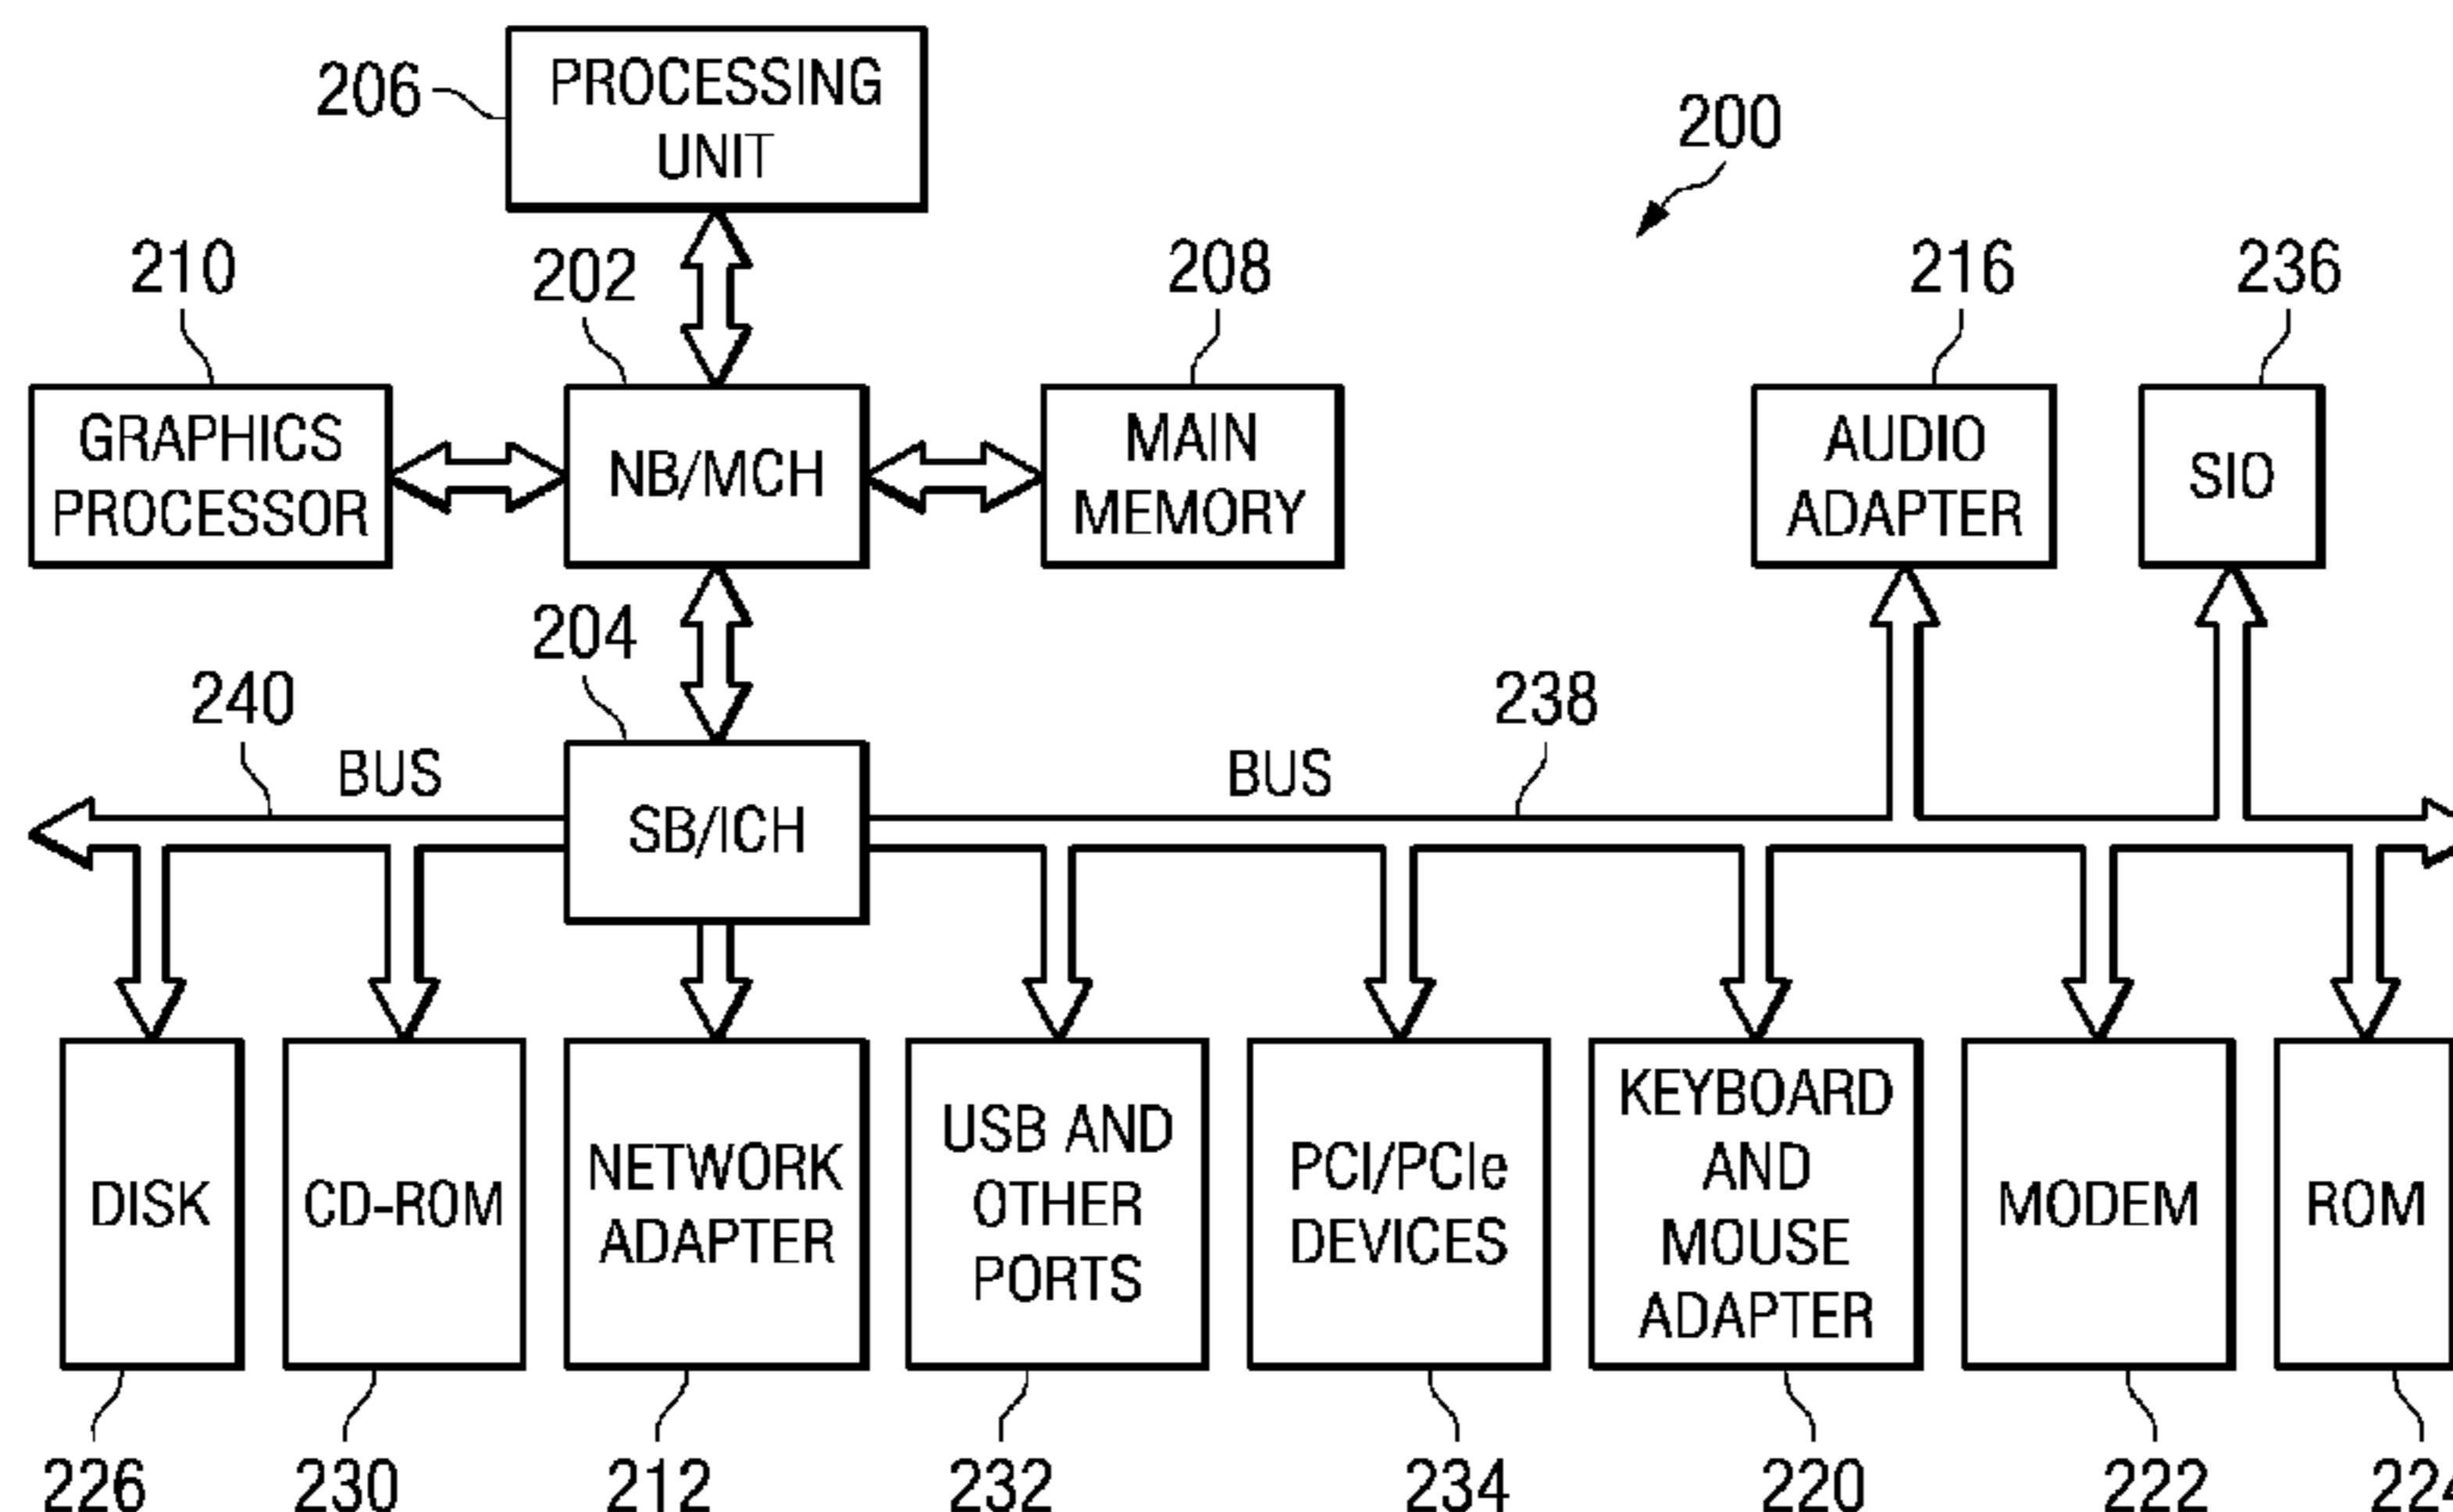 206
PROCESSING
UNIT
200
210
202
208
216
236
GRAPHICS
PROCESSOR
NB/MCH
MAIN
MEMORY
AUDIO
ADAPTER
SIO
204
240
238
BUS
BUS
SB/ICH
DISK
CD-ROM
NETWORK
ADAPTER
USB AND
OTHER
PORTS
PCI/PCIe
DEVICES
KEYBOARD
AND
MOUSE
ADAPTER
MODEM
ROM
226
230
212
232
234
220
222
224